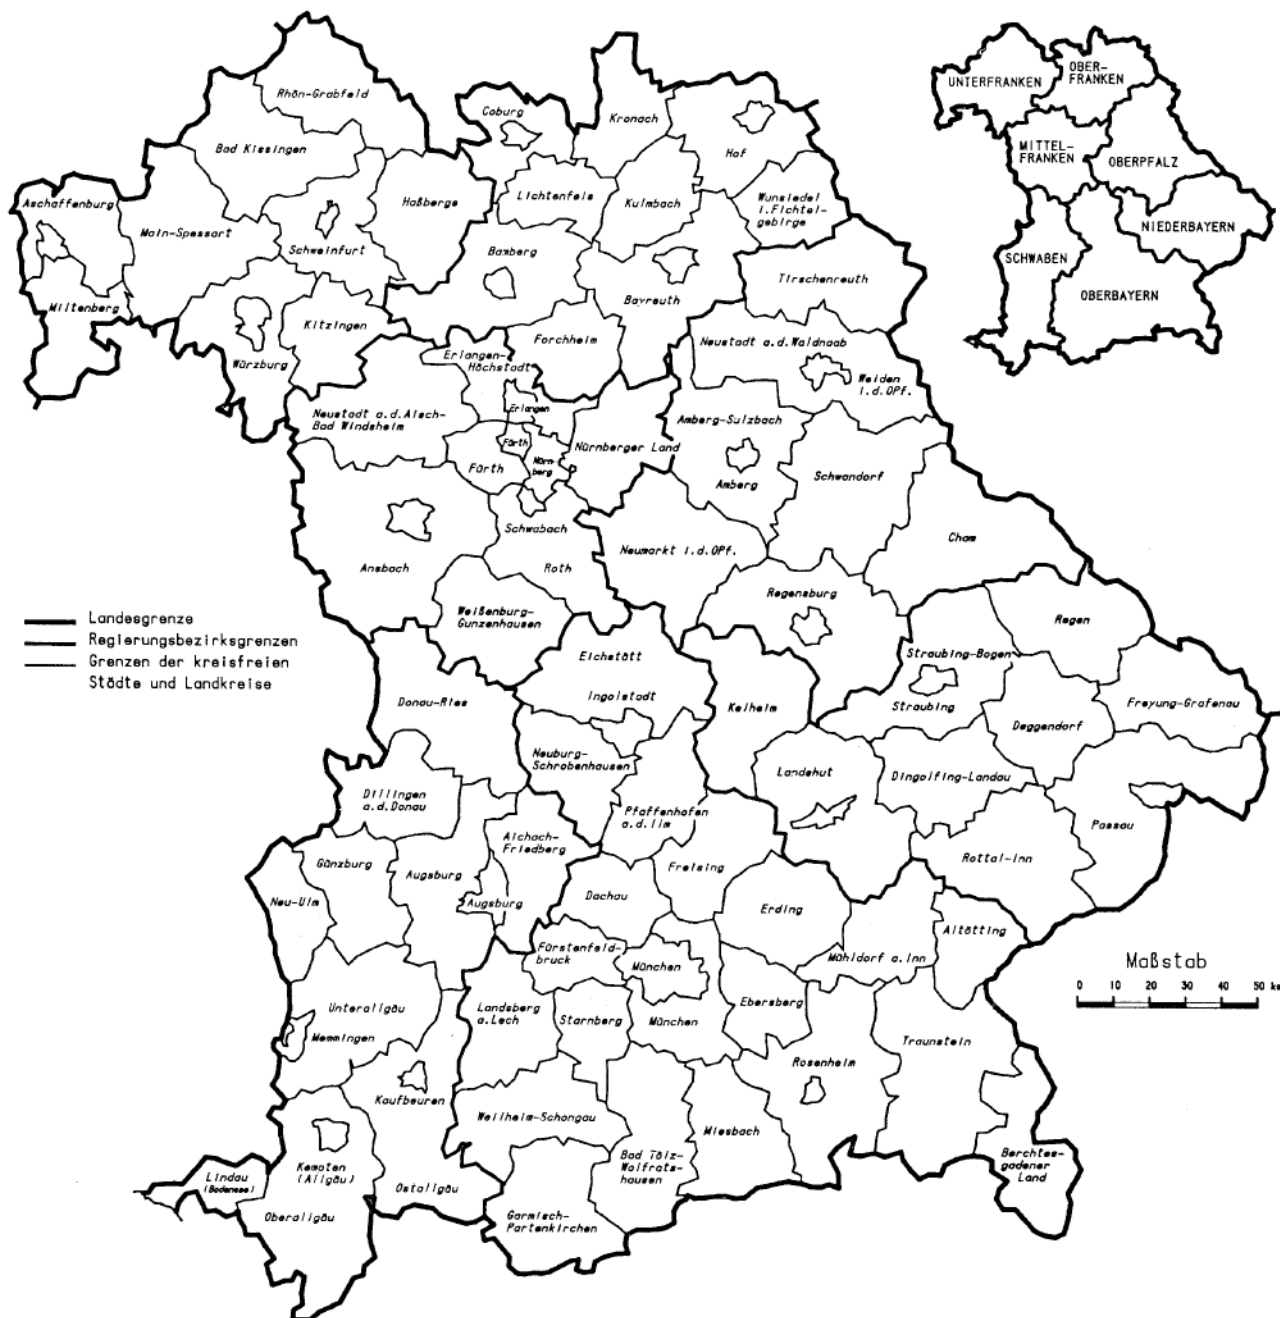 Rhön-Grabfeld
Bad Kissingen
Coburg
Kronach
Hof
Aschaffenburg
Main-Spessart
Schweinfurt
Haßberge
Lichtenfels
Kulmbach
Wunsiedel
i.Fichtel-
gebirge
Miltenberg
Würzburg
Kitzingen
Bamberg
Bayreuth
Tirschenreuth
Forchheim
Erlangen-
Höchstadt
Neustadt a.d.Waldnaab
Weiden
i.d.OPf.
Neustadt a.d.Aisch-
Bad Windsheim
Erlangen
Fürth
Nürn-
berg
Fürth
Nürnberger Land
Amberg-Sulzbach
Amberg
Schwandorf
Cham
Ansbach
Schwabach
Roth
Neumarkt i.d.OPf.
Weißenburg-
Gunzenhausen
Regensburg
Regen
Straubing-Bogen
Straubing
Deggendorf
Freyung-Grafenau
Eichstätt
Ingolstadt
Kelheim
Donau-Ries
Neuburg-
Schrobenhausen
Landshut
Dingolfing-Landau
Passau
Rottal-Inn
Dillingen
a.d.Donau
Pfaffenhofen
a.d.Ilm
Aichach-
Friedberg
Günzburg
Augsburg
Augsburg
Neu-Ulm
Freising
Dachau
Erding
Mühldorf a.Inn
Altötting
Fürstenfeld-
bruck
München
München
Ebersberg
Unterallgäu
Memmingen
Landsberg
a.Lech
Starnberg
Rosenheim
Traunstein
Kaufbeuren
Weilheim-Schongau
Miesbach
Bad Tölz-
Wolfrats-
hausen
Berchtes-
gadener
Land
Lindau
(Bodensee)
Kempten
(Allgäu)
Oberallgäu
Ostallgäu
Garmisch-
Partenkirchen
UNTERFRANKEN
OBER-
FRANKEN
MITTEL-
FRANKEN
OBERPFALZ
NIEDERBAYERN
SCHWABEN
OBERBAYERN
Landesgrenze
Regierungsbezirksgrenzen
Grenzen der kreisfreien
Städte und Landkreise
Maßstab
0 10 20 30 40 50 km